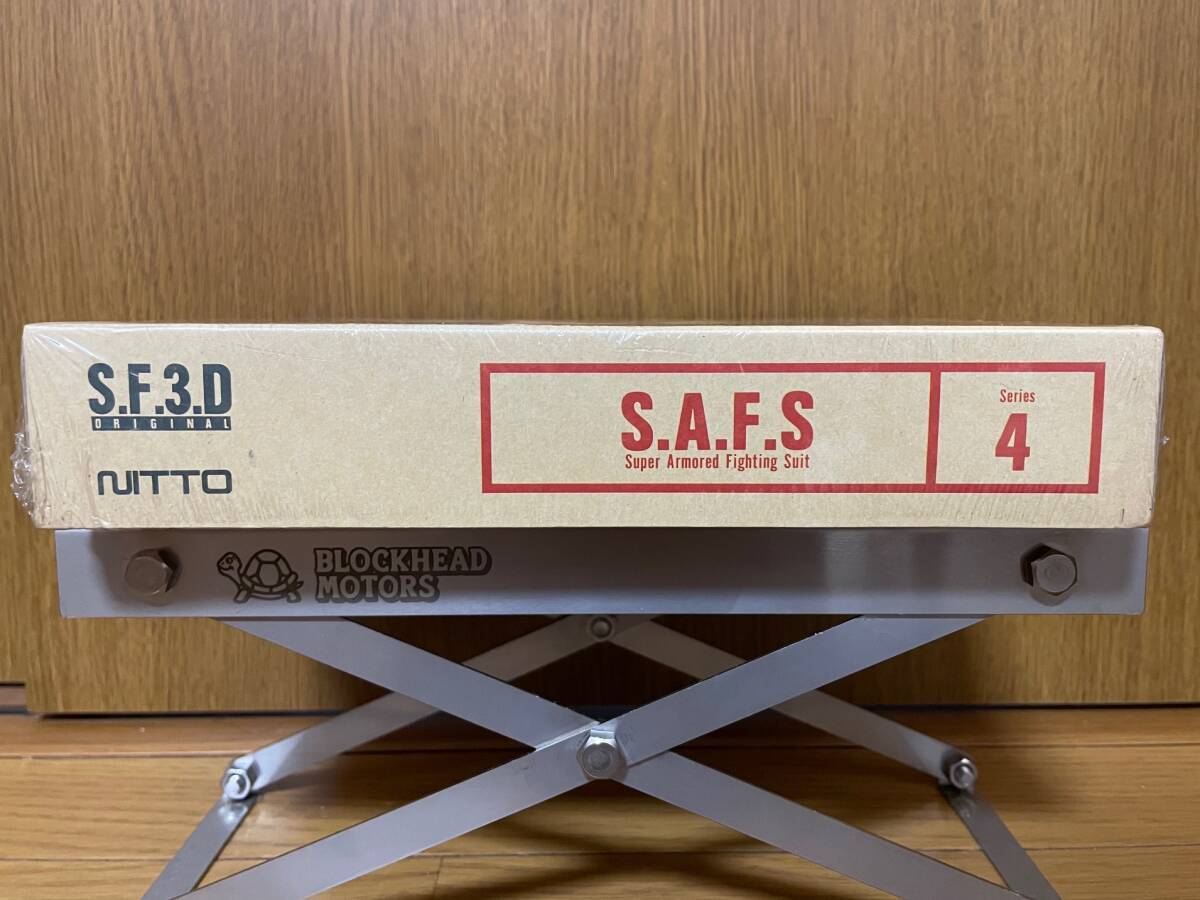 S.F.3.D
ORIGINAL
NITTO
S.A.F.S
Super Armored Fighting Suit
Series
4
BLOCKHEAD
MOTORS